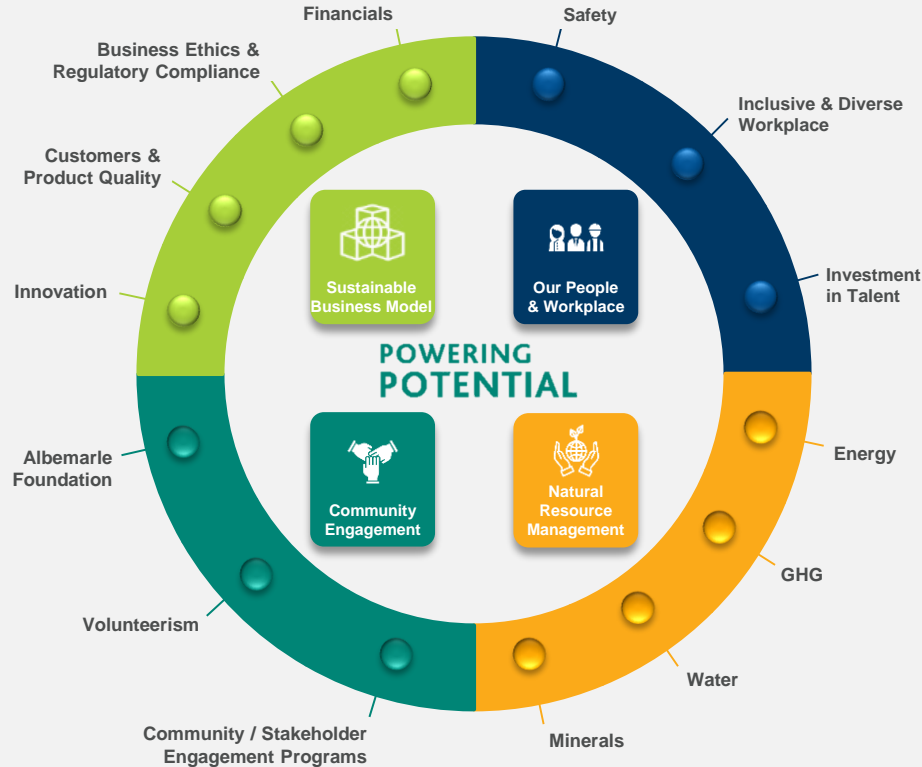 Financials
Safety
Business Ethics &
Regulatory Compliance
Inclusive & Diverse
Workplace
Customers &
Product Quality
Innovation
Investment
in Talent
Sustainable
Business Model
Our People
& Workplace
POWERING
POTENTIAL
Community
Engagement
Natural
Resource
Management
Albemarle
Foundation
Energy
Volunteerism
GHG
Water
Community / Stakeholder
Engagement Programs
Minerals